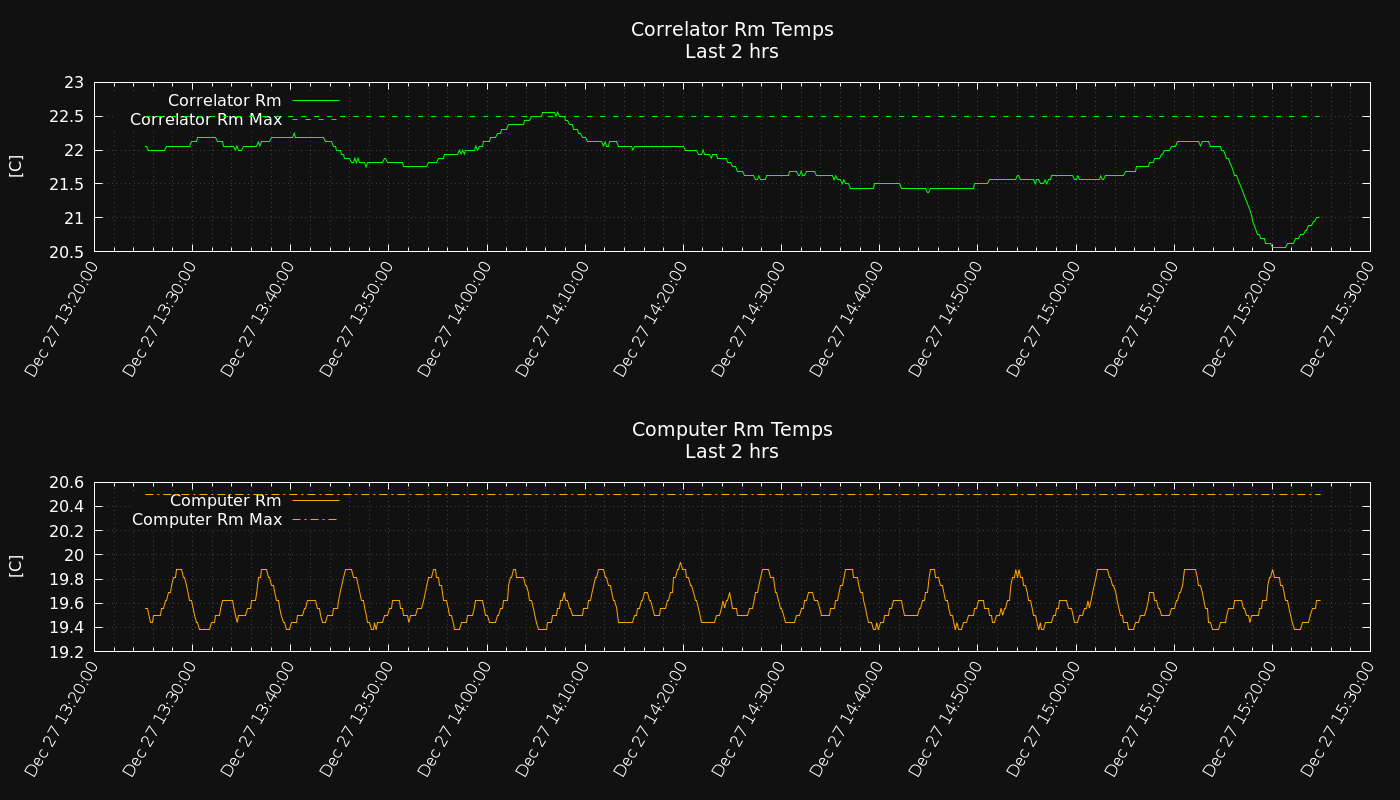 Correlator Rm Temps
Last 2 hrs
23
22.5
22
21.5
21
20.5
[C]
Correlator Rm
Correlator Rm Max
Dec 27 13:20:00
Dec 27 13:30:00
Dec 27 13:40:00
Dec 27 13:50:00
Dec 27 14:00:00
Dec 27 14:10:00
Dec 27 14:20:00
Dec 27 14:30:00
Dec 27 14:40:00
Dec 27 14:50:00
Dec 27 15:00:00
Dec 27 15:10:00
Dec 27 15:20:00
Dec 27 15:30:00
Computer Rm Temps
Last 2 hrs
20.6
20.4
20.2
20
19.8
19.6
19.4
19.2
[C]
Computer Rm
Computer Rm Max
Dec 27 13:20:00
Dec 27 13:30:00
Dec 27 13:40:00
Dec 27 13:50:00
Dec 27 14:00:00
Dec 27 14:10:00
Dec 27 14:20:00
Dec 27 14:30:00
Dec 27 14:40:00
Dec 27 14:50:00
Dec 27 15:00:00
Dec 27 15:10:00
Dec 27 15:20:00
Dec 27 15:30:00